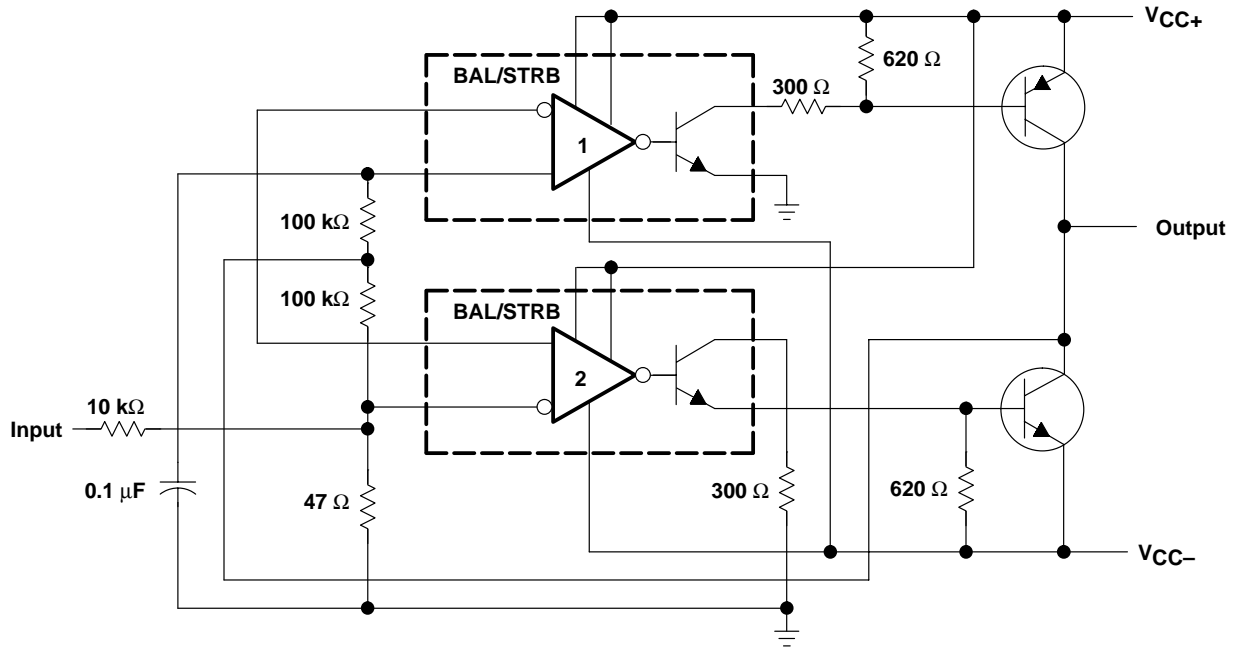 VCC+
BAL/STRB
620 Ω
300 Ω
1
100 kΩ
Output
100 kΩ
BAL/STRB
2
10 kΩ
Input
0.1 μF
47 Ω
300 Ω
620 Ω
VCC–